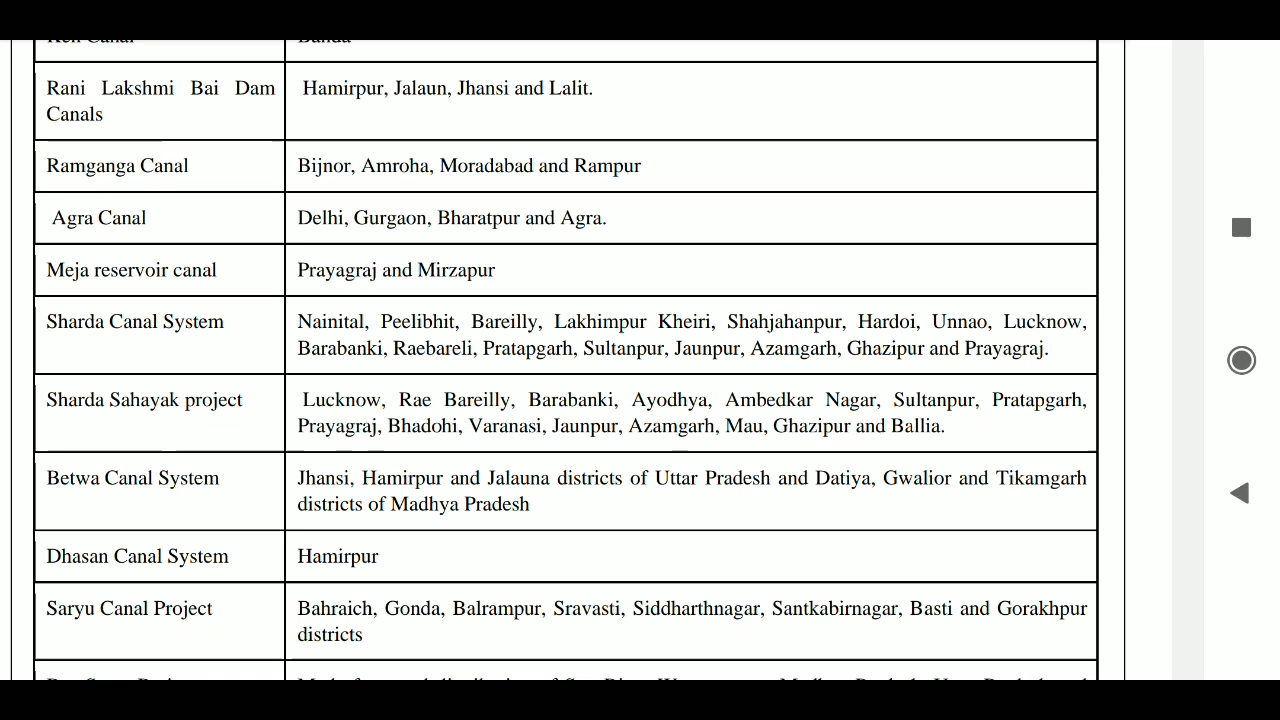 Rani Lakshmi Bai Dam
Canals
Hamirpur, Jalaun, Jhansi and Lalit.
Ramganga Canal
Bijnor, Amroha, Moradabad and Rampur
Agra Canal
Delhi, Gurgaon, Bharatpur and Agra.
Meja reservoir canal
Prayagraj and Mirzapur
Sharda Canal System
Nainital, Peelibhit, Bareilly, Lakhimpur Kheiri, Shahjahanpur, Hardoi, Unnao, Lucknow,
Barabanki, Raebareli, Pratapgarh, Sultanpur, Jaunpur, Azamgarh, Ghazipur and Prayagraj.
Sharda Sahayak project
Lucknow, Rae Bareilly, Barabanki, Ayodhya, Ambedkar Nagar, Sultanpur, Pratapgarh,
Prayagraj, Bhadohi, Varanasi, Jaunpur, Azamgarh, Mau, Ghazipur and Ballia.
Betwa Canal System
Jhansi, Hamirpur and Jalauna districts of Uttar Pradesh and Datiya, Gwalior and Tikamgarh
districts of Madhya Pradesh
Dhasan Canal System
Hamirpur
Saryu Canal Project
Bahraich, Gonda, Balrampur, Sravasti, Siddharthnagar, Santkabirnagar, Basti and Gorakhpur
districts